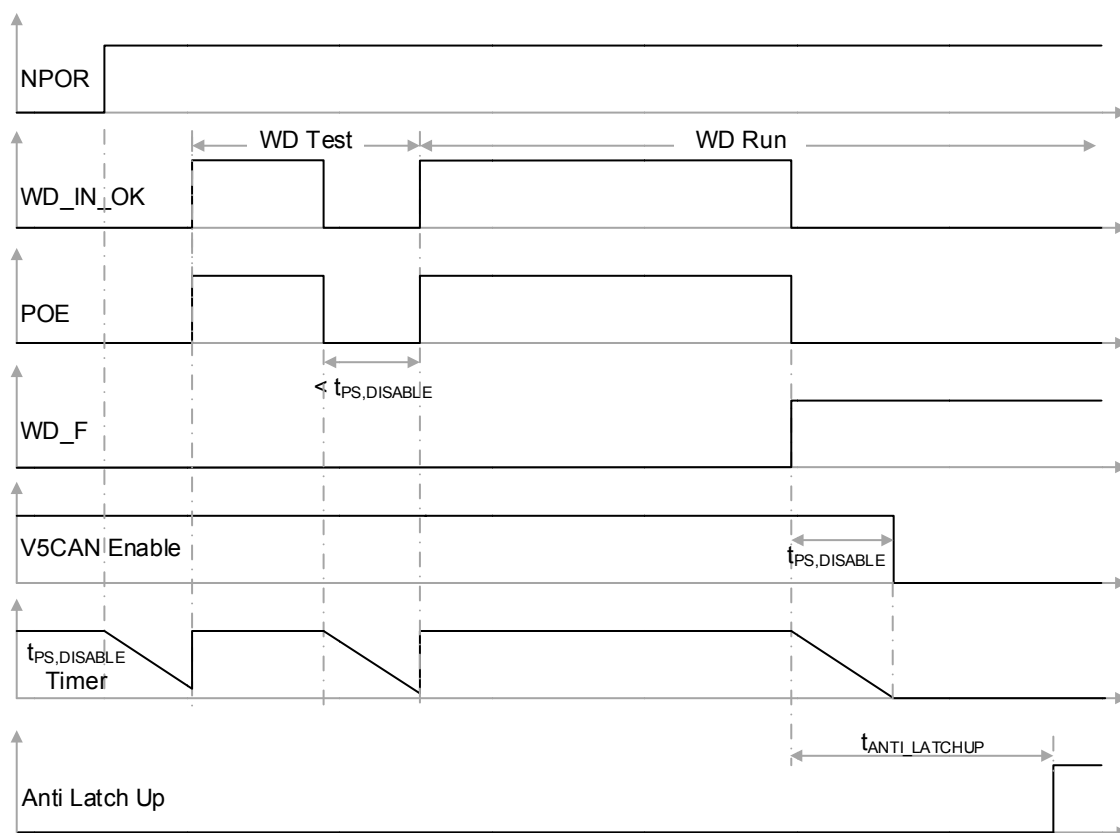 NPOR
WD Test
WD Run
WD_IN_OK
POE
< tPS,DISABLE
WD_F
V5CAN Enable
tPS,DISABLE
tPS,DISABLE
Timer
tANTI_LATCHUP
Anti Latch Up